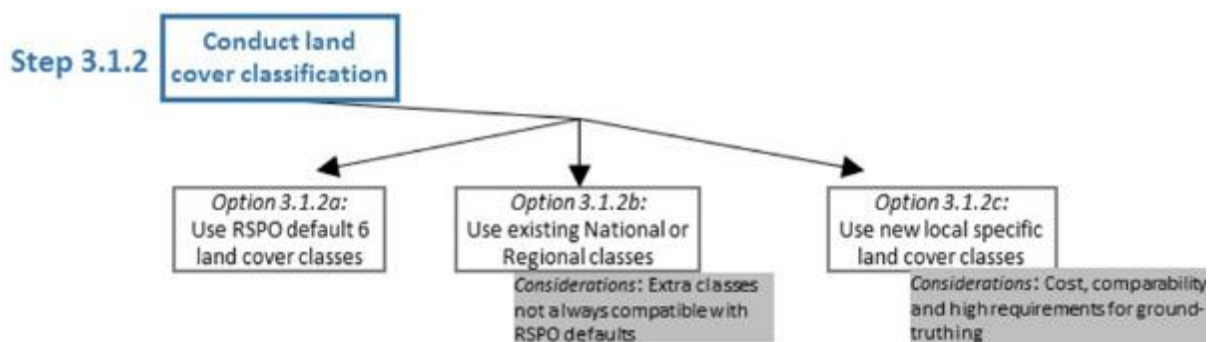 Step 3.1.2
Conduct land
cover classification
Option 3.1.2a:
Use RSPO default 6
land cover classes
Option 3.1.2b:
Use existing National or
Regional classes
Considerations: Extra classes
not always compatible with
RSPO defaults
Option 3.1.2c:
Use new local specific
land cover classes
Considerations: Cost, comparability
and high requirements for ground-
truthing